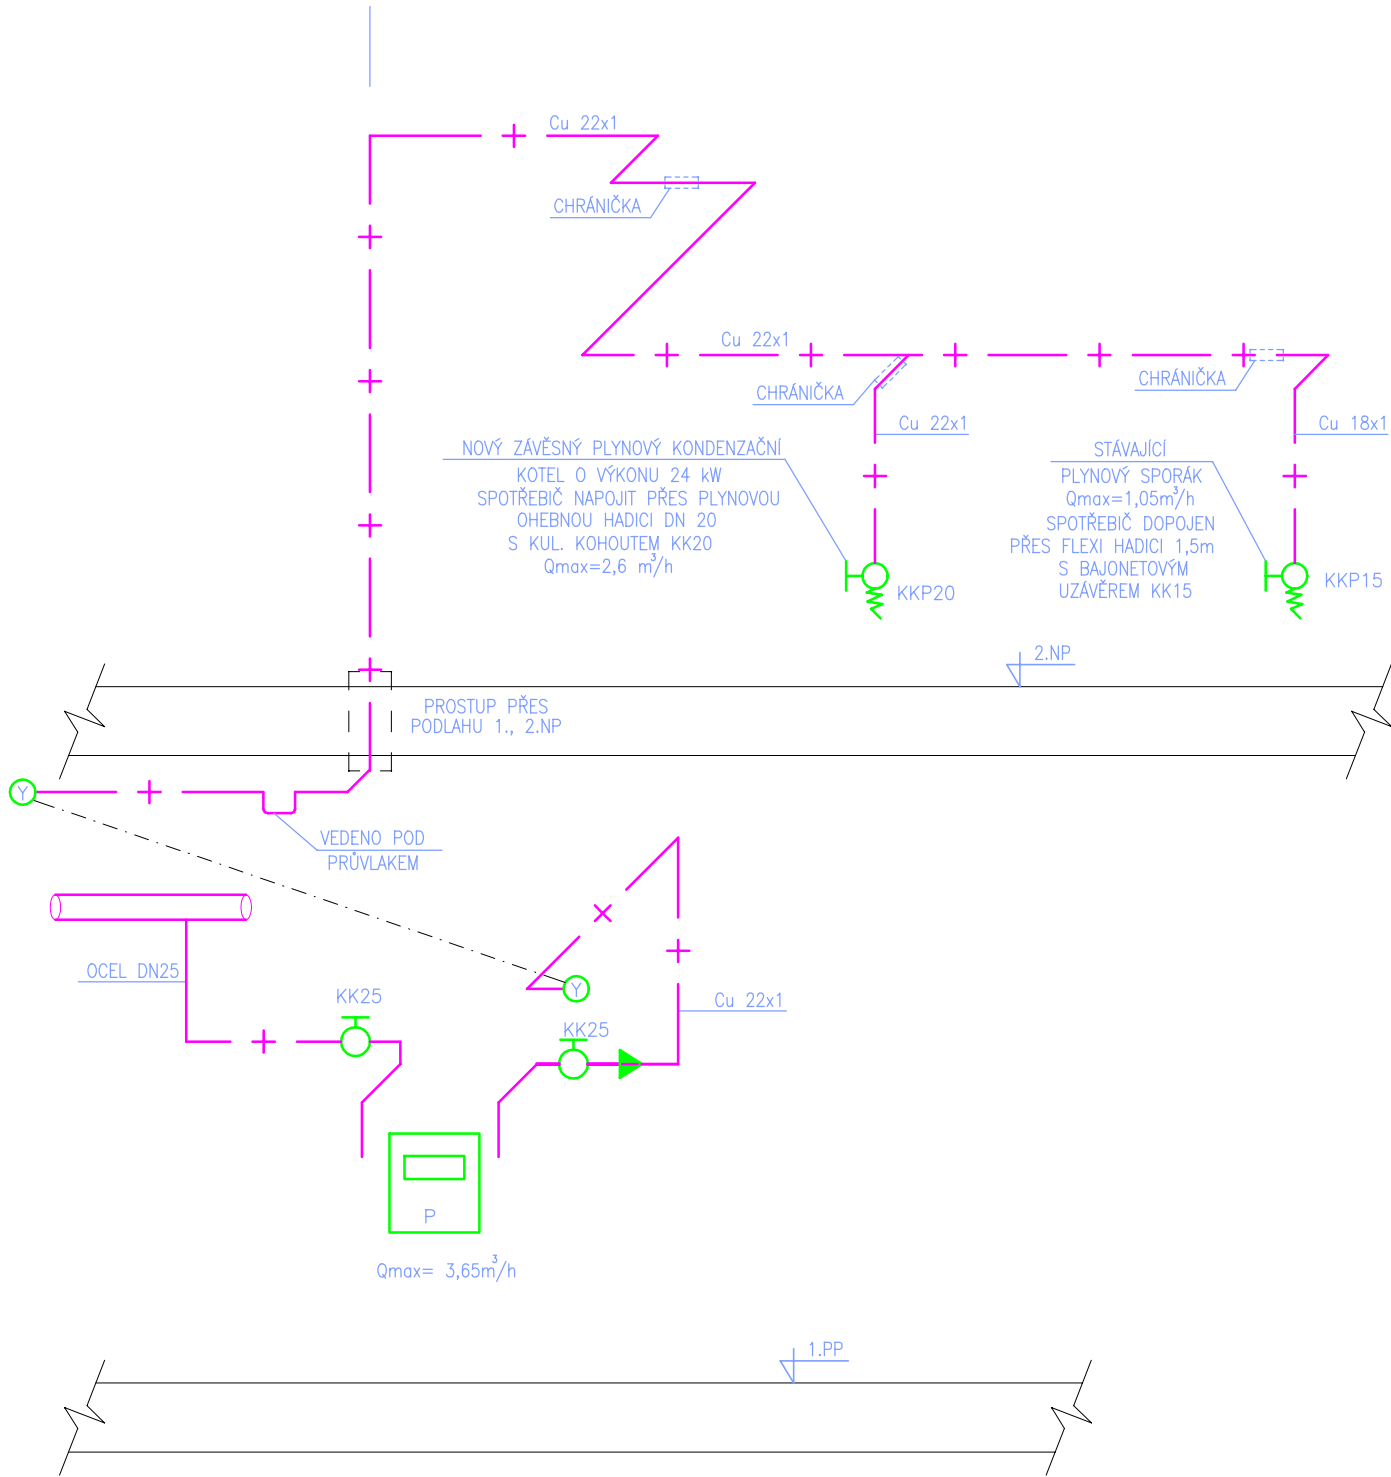 Cu 22x1
CHRÁNIČKA
Cu 22x1
CHRÁNIČKA
CHRÁNIČKA
Cu 22x1
Cu 18x1
NOVÝ ZÁVĚSNÝ PLYNOVÝ KONDENZAČNÍ
KOTEL O VÝKONU 24 kW
SPOTŘEBIČ NAPOJIT PŘES PLYNOVOU
OHEBNOU HADICI DN 20
S KUL. KOHOUTEM KK20
Qmax=2,6 m³/h
STÁVAJÍCÍ
PLYNOVÝ SPORÁK
Qmax=1,05m³/h
SPOTŘEBIČ DOPOJEN
PŘES FLEXI HADICI 1,5m
S BAJONETOVÝM
UZÁVĚREM KK15
KKP20
KKP15
2.NP
PROSTUP PŘES
PODLAHU 1., 2.NP
Y
VEDENO POD
PRŮVLAKEM
OCEL DN25
KK25
Y
Cu 22x1
KK25
P
Qmax= 3,65m³/h
1.PP